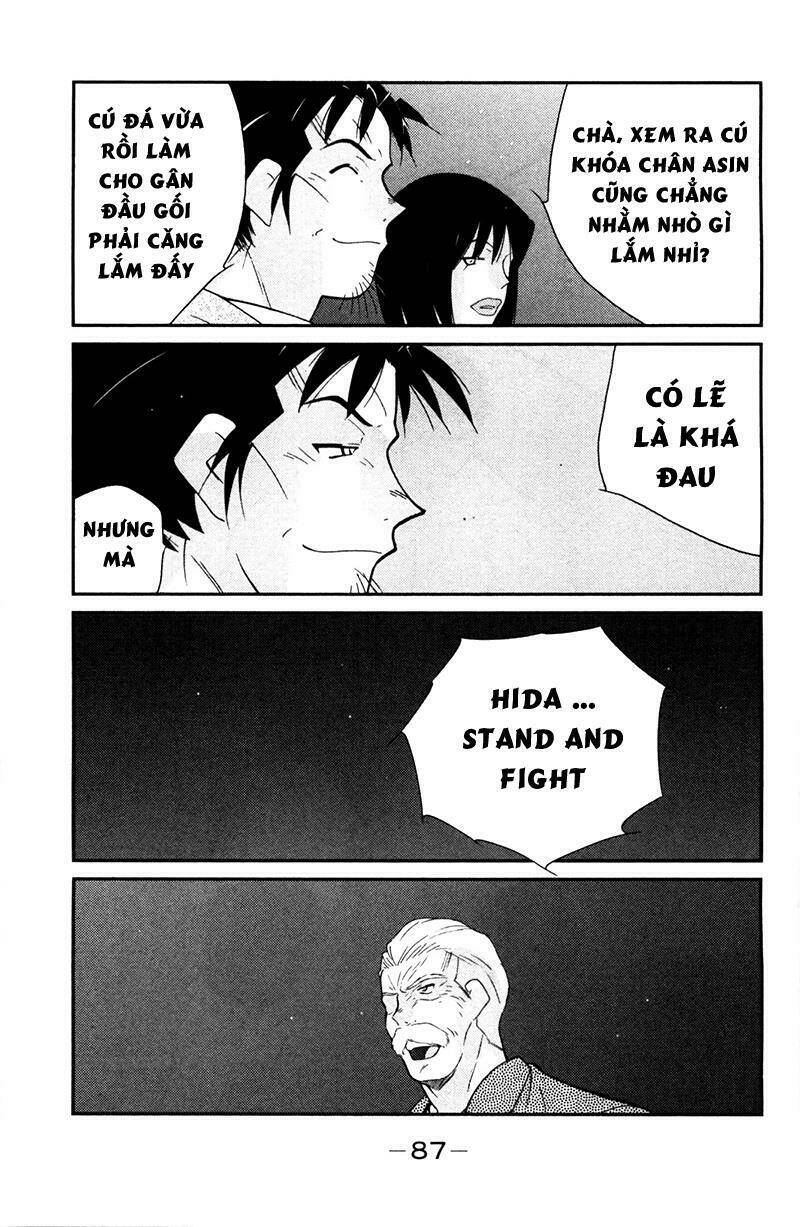 CHÀ, XEM RA CÚ
KHÓA CHÂN ASIN
CŨNG CHẲNG
NHẰM NHÒ GÌ
LẮM NHỈ?
CÚ ĐÁ VỪA
RỒI LÀM
CHO GÂN
ĐẦU GỐI
PHẢI CĂNG
LẮM ĐẤY
CÓ LẼ
LÀ KHÁ
ĐAU
NHƯNG
MÀ
HIDA ...
STAND AND
FIGHT
-87-